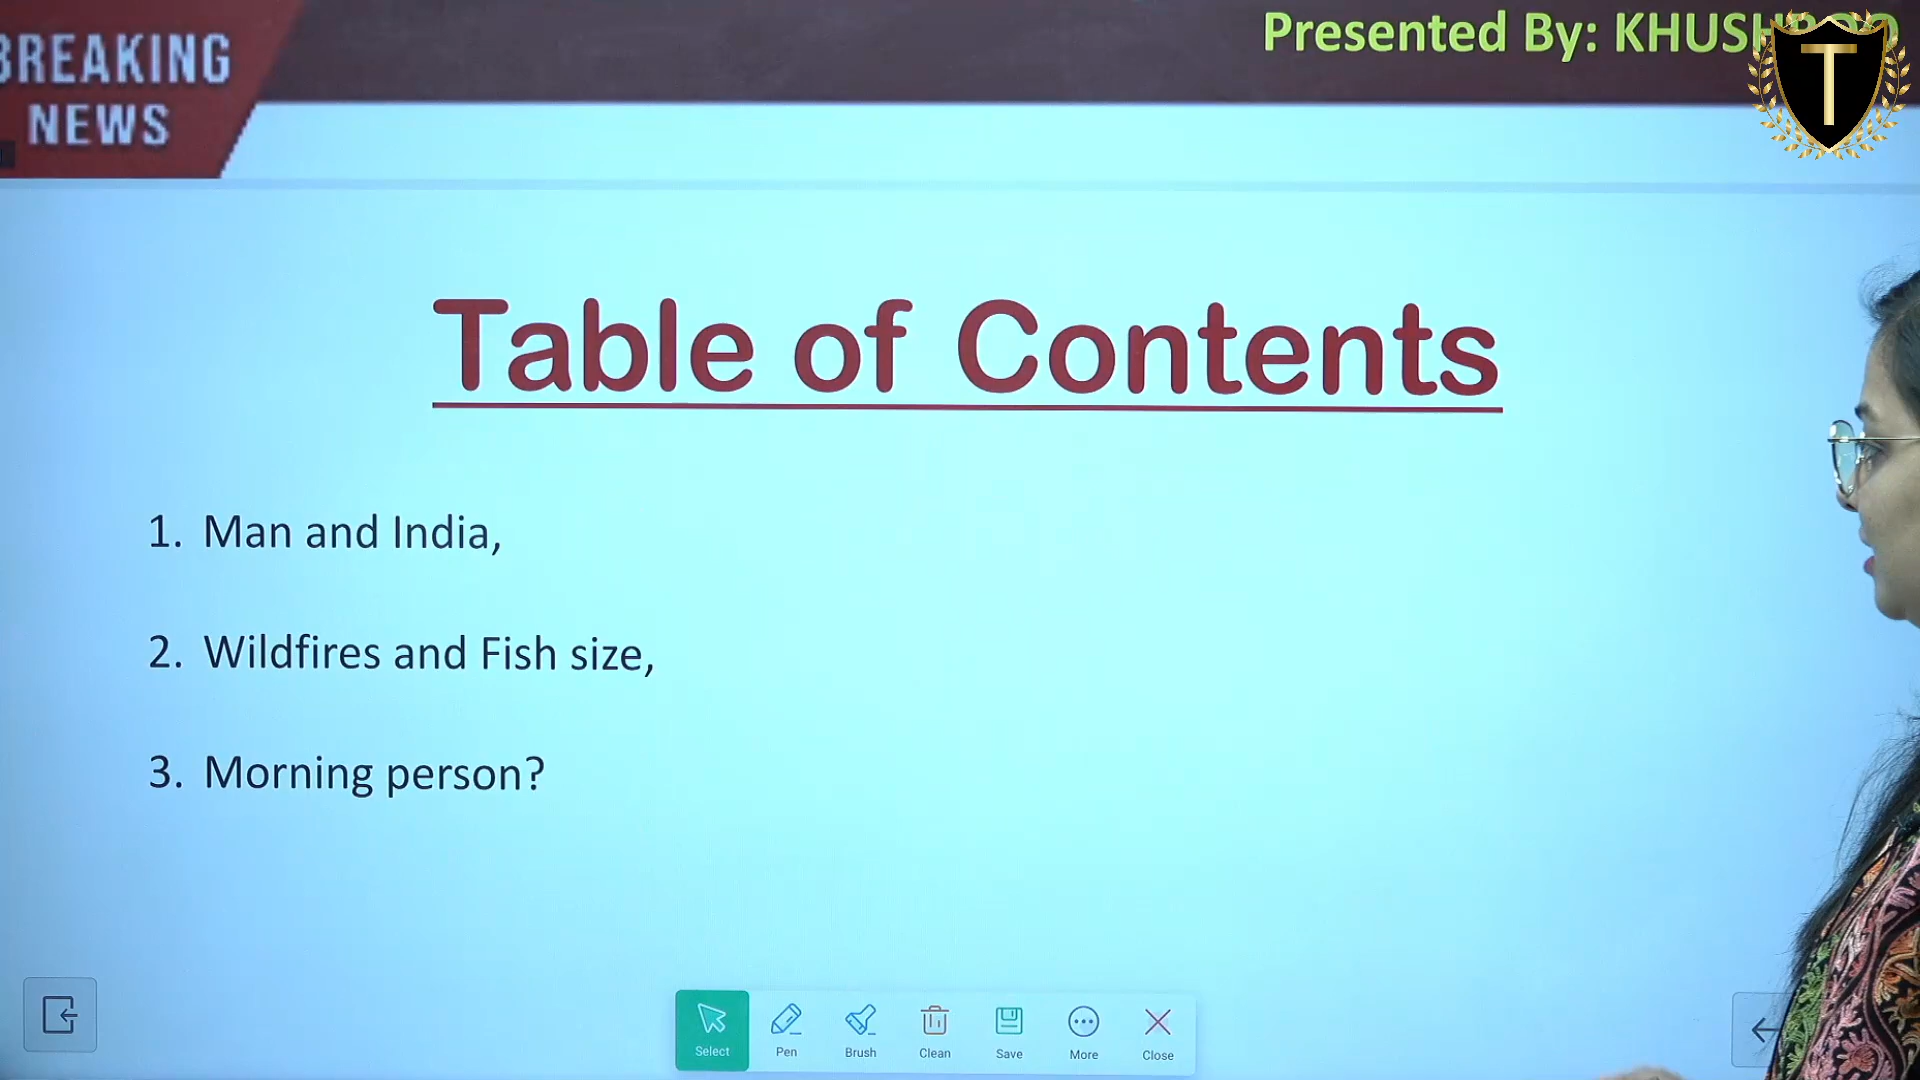 BREAKING
NEWS
Presented By: KHUSHBOO
T
Table of Contents
1. Man and India,
2. Wildfires and Fish size,
3. Morning person?
Select
Pen
Brush
Clean
Save
More
Close